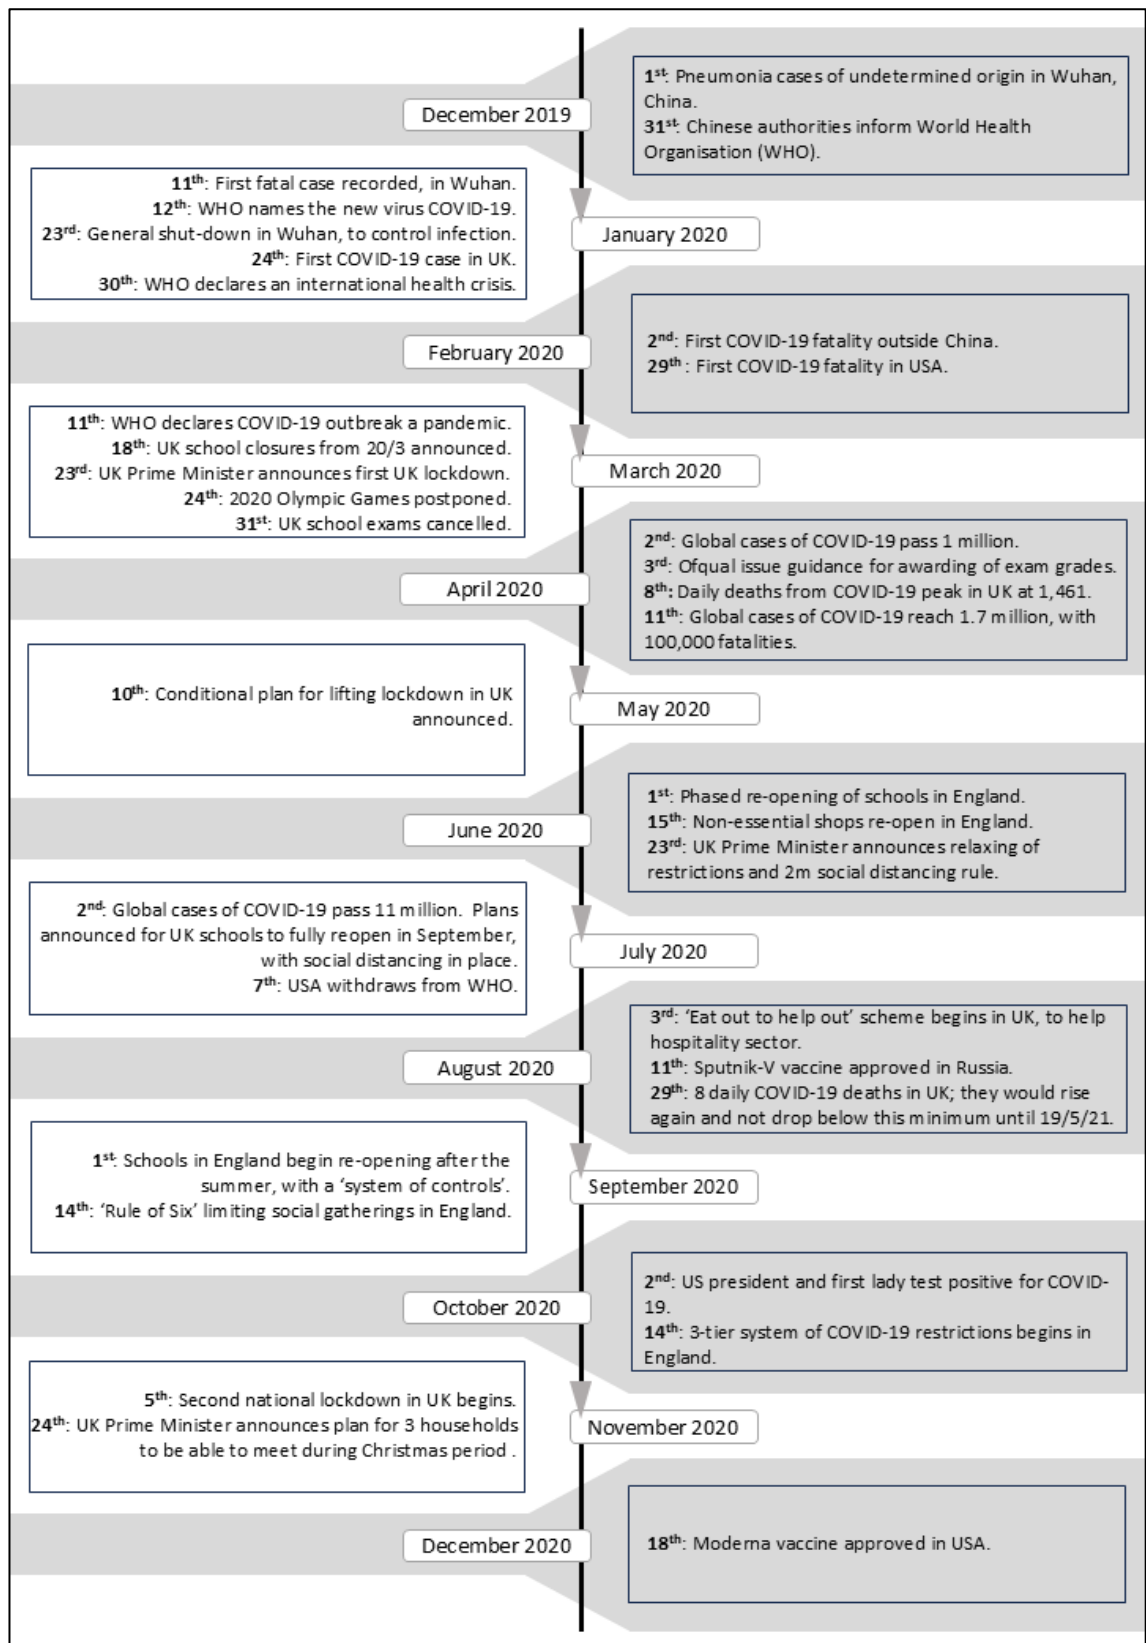 December 2019
1st: Pneumonia cases of undetermined origin in Wuhan,
China.
31st: Chinese authorities inform World Health
Organisation (WHO).
January 2020
11th: First fatal case recorded, in Wuhan.
12th: WHO names the new virus COVID-19.
23rd: General shut-down in Wuhan, to control infection.
24th: First COVID-19 case in UK.
30th: WHO declares an international health crisis.
February 2020
2nd: First COVID-19 fatality outside China.
29th : First COVID-19 fatality in USA.
March 2020
11th: WHO declares COVID-19 outbreak a pandemic.
18th: UK school closures from 20/3 announced.
23rd: UK Prime Minister announces first UK lockdown.
24th: 2020 Olympic Games postponed.
31st: UK school exams cancelled.
April 2020
2nd: Global cases of COVID-19 pass 1 million.
3rd: Ofqual issue guidance for awarding of exam grades.
8th: Daily deaths from COVID-19 peak in UK at 1,461.
11th: Global cases of COVID-19 reach 1.7 million, with
100,000 fatalities.
May 2020
10th: Conditional plan for lifting lockdown in UK
announced.
June 2020
1st: Phased re-opening of schools in England.
15th: Non-essential shops re-open in England.
23rd: UK Prime Minister announces relaxing of
restrictions and 2m social distancing rule.
July 2020
2nd: Global cases of COVID-19 pass 11 million. Plans
announced for UK schools to fully reopen in September,
with social distancing in place.
7th: USA withdraws from WHO.
August 2020
3rd: ‘Eat out to help out’ scheme begins in UK, to help
hospitality sector.
11th: Sputnik-V vaccine approved in Russia.
29th: 8 daily COVID-19 deaths in UK; they would rise
again and not drop below this minimum until 19/5/21.
September 2020
1st: Schools in England begin re-opening after the
summer, with a ‘system of controls’.
14th: ‘Rule of Six’ limiting social gatherings in England.
October 2020
2nd: US president and first lady test positive for COVID-
19.
14th: 3-tier system of COVID-19 restrictions begins in
England.
November 2020
5th: Second national lockdown in UK begins.
24th: UK Prime Minister announces plan for 3 households
to be able to meet during Christmas period .
December 2020
18th: Moderna vaccine approved in USA.